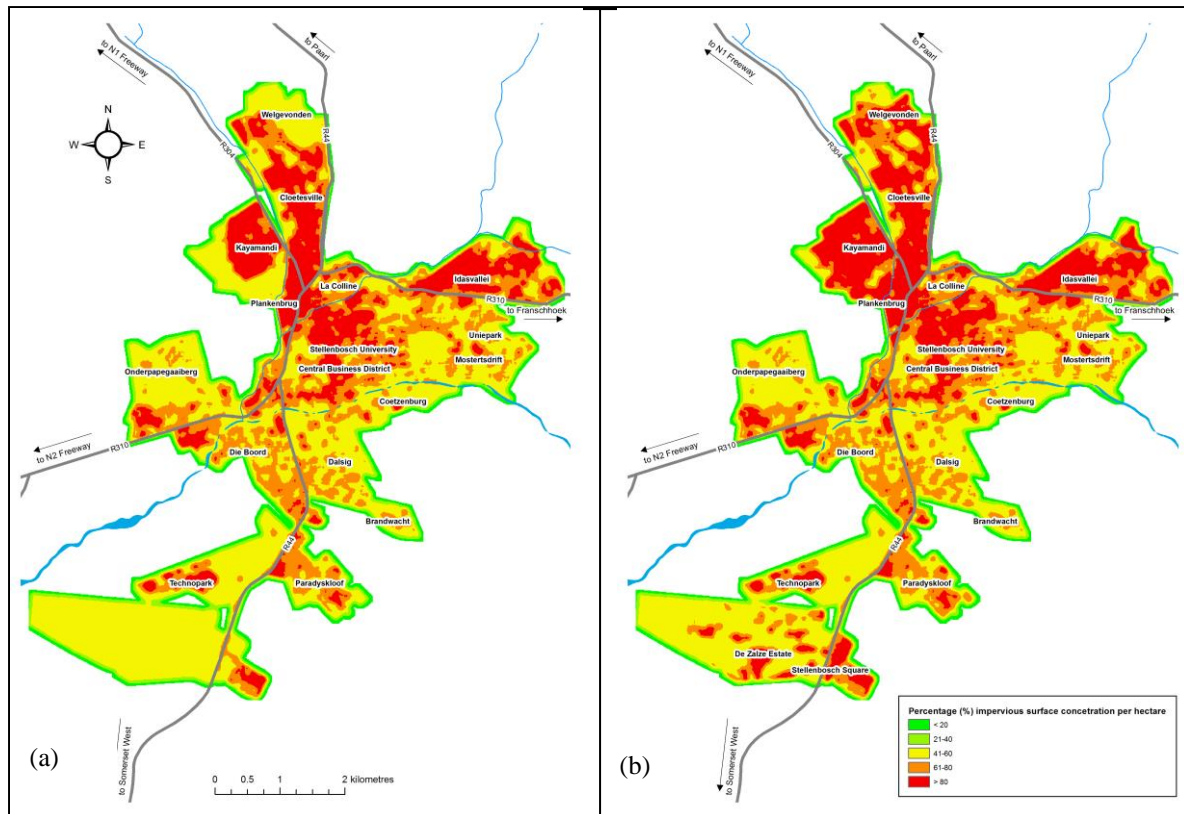 to N1 Freeway
to Paarl
N
W E
S
R304
R44
Welgevonden
Cloetesville
Kayamandi
Idasvallei
La Colline
R310
Plankenbrug
to Franschhoek
Uniepark
Stellenbosch University
Mostertsdrift
Central Business District
Onderpapegaaiberg
Coetzenburg
to N2 Freeway
R310
Die Boord
Dalsig
Brandwacht
R44
Technopark
Paradyskloof
to Somerset West
(a)
0 0.5 1 2 kilometres
to N1 Freeway
to Paarl
R304
R44
Welgevonden
Cloetesville
Kayamandi
Idasvallei
La Colline
R310
Plankenbrug
to Franschhoek
Uniepark
Stellenbosch University
Mostertsdrift
Central Business District
Onderpapegaaiberg
Coetzenburg
to N2 Freeway
R310
Die Boord
Dalsig
Brandwacht
R44
Technopark
Paradyskloof
De Zalze Estate
Stellenbosch Square
to Somerset West
(b)
Percentage (%) impervious surface concetration per hectare
< 20
21-40
41-60
61-80
> 80